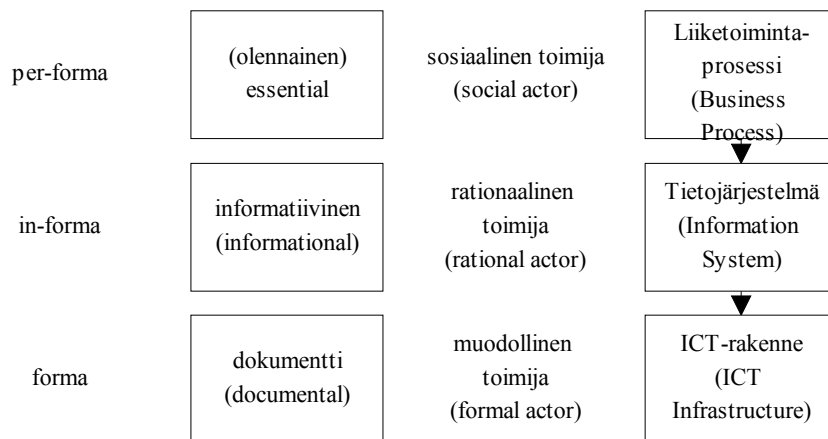 per-forma
(olennainen)
essential
sosiaalinen toimija
(social actor)
Liiketoiminta-
prosessi
(Business
Process)
in-forma
informatiivinen
(informational)
rationaalinen
toimija
(rational actor)
Tietojärjestelmä
(Information
System)
forma
dokumentti
(documental)
muodollinen
toimija
(formal actor)
ICT-rakenne
(ICT
Infrastructure)